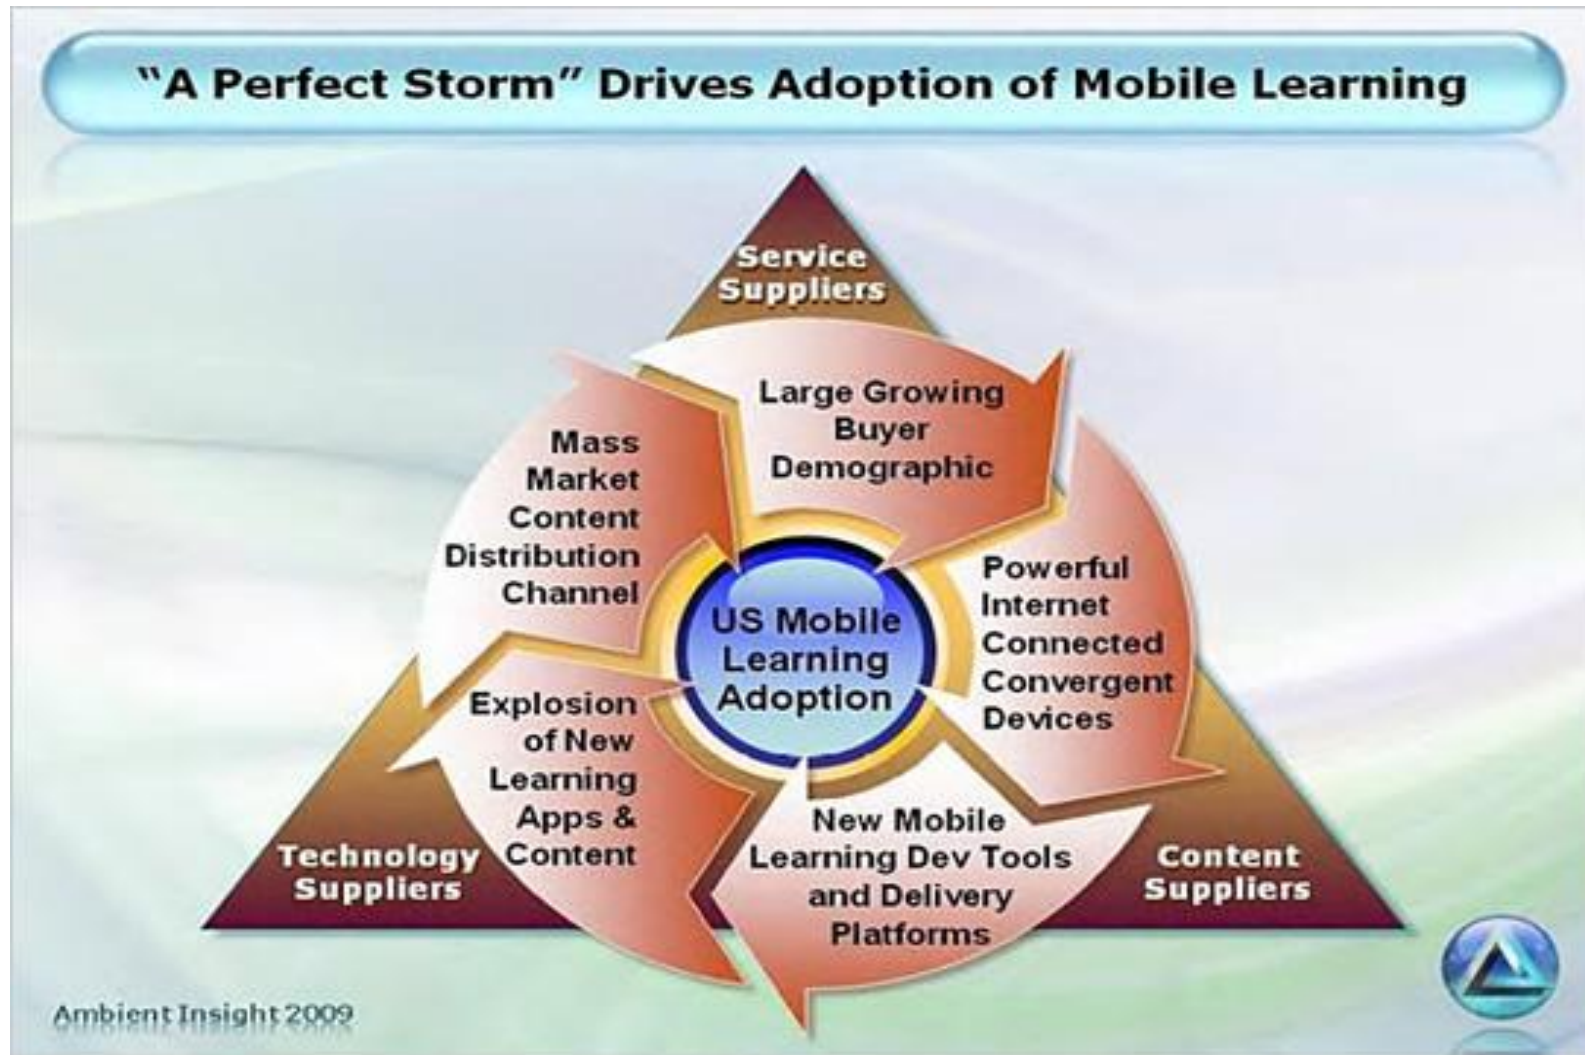 “A Perfect Storm” Drives Adoption of Mobile Learning
Service
Suppliers
Large Growing
Buyer
Demographic
Powerful
Internet
Connected
Convergent
Devices
New Mobile
Learning Dev Tools
and Delivery
Platforms
Explosion
of New
Learning
Apps &
Content
Mass
Market
Content
Distribution
Channel
US Mobile
Learning
Adoption
Technology
Suppliers
Content
Suppliers
Ambient Insight 2009